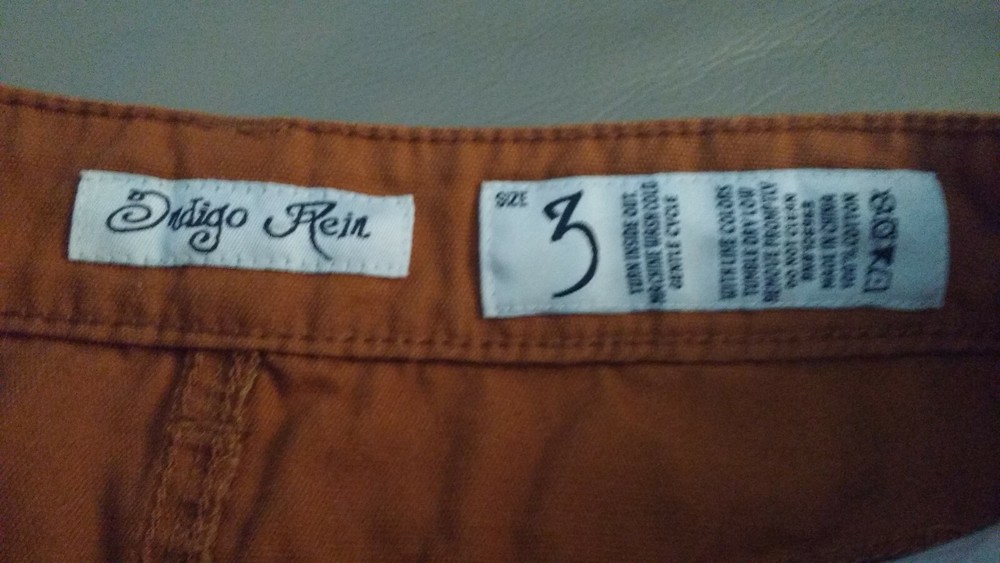 Indigo Rein
SIZE
3
TURN INSIDE OUT.
MACHINE WASH COLD
GENTLE CYCLE
WITH LIKE COLORS
TUMBLE DRY LOW
REMOVE PROMPTLY
DO NOT
MADE IN CHINA
100% COTTON